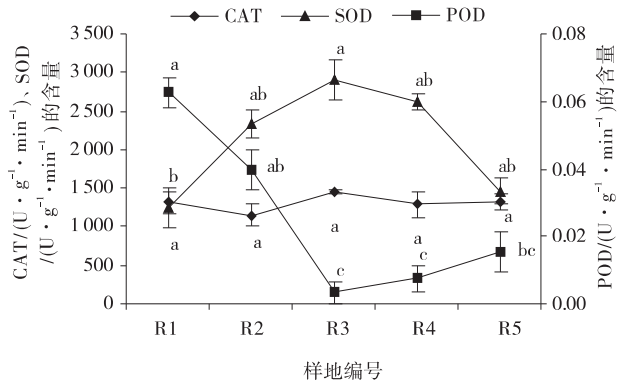 CAT SOD POD
3 500
3 000
2 500
2 000
1 500
1 000
500
0
CAT/(U·g⁻¹·min⁻¹)、SOD
/(U·g⁻¹·min⁻¹)的含量
0.08
0.06
0.04
0.02
0.00
POD/(U·g⁻¹·min⁻¹)的含量
a a
ab ab
b ab ab
a a a a a
c c bc
R1 R2 R3 R4 R5
样地编号